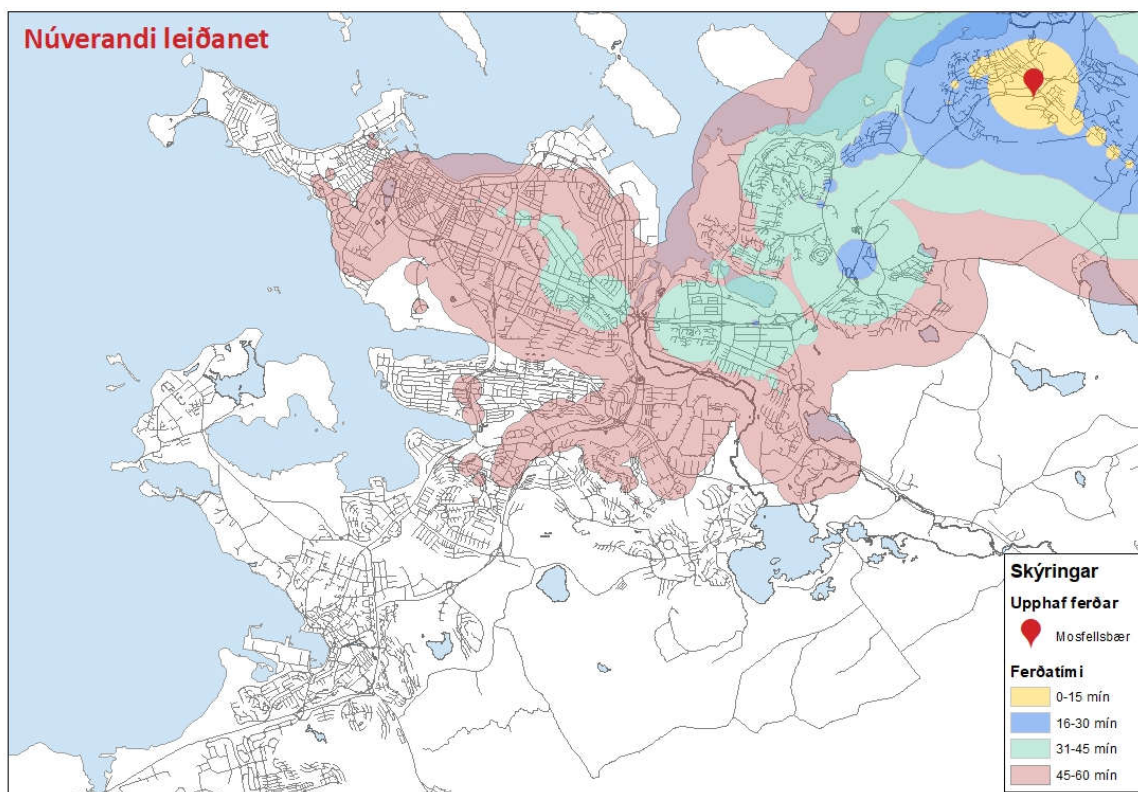 Núverandi leiðanet
Skýringar
Upphaf ferðar
Mosfellsbær
Ferðatími
0-15 mín
16-30 mín
31-45 mín
45-60 mín